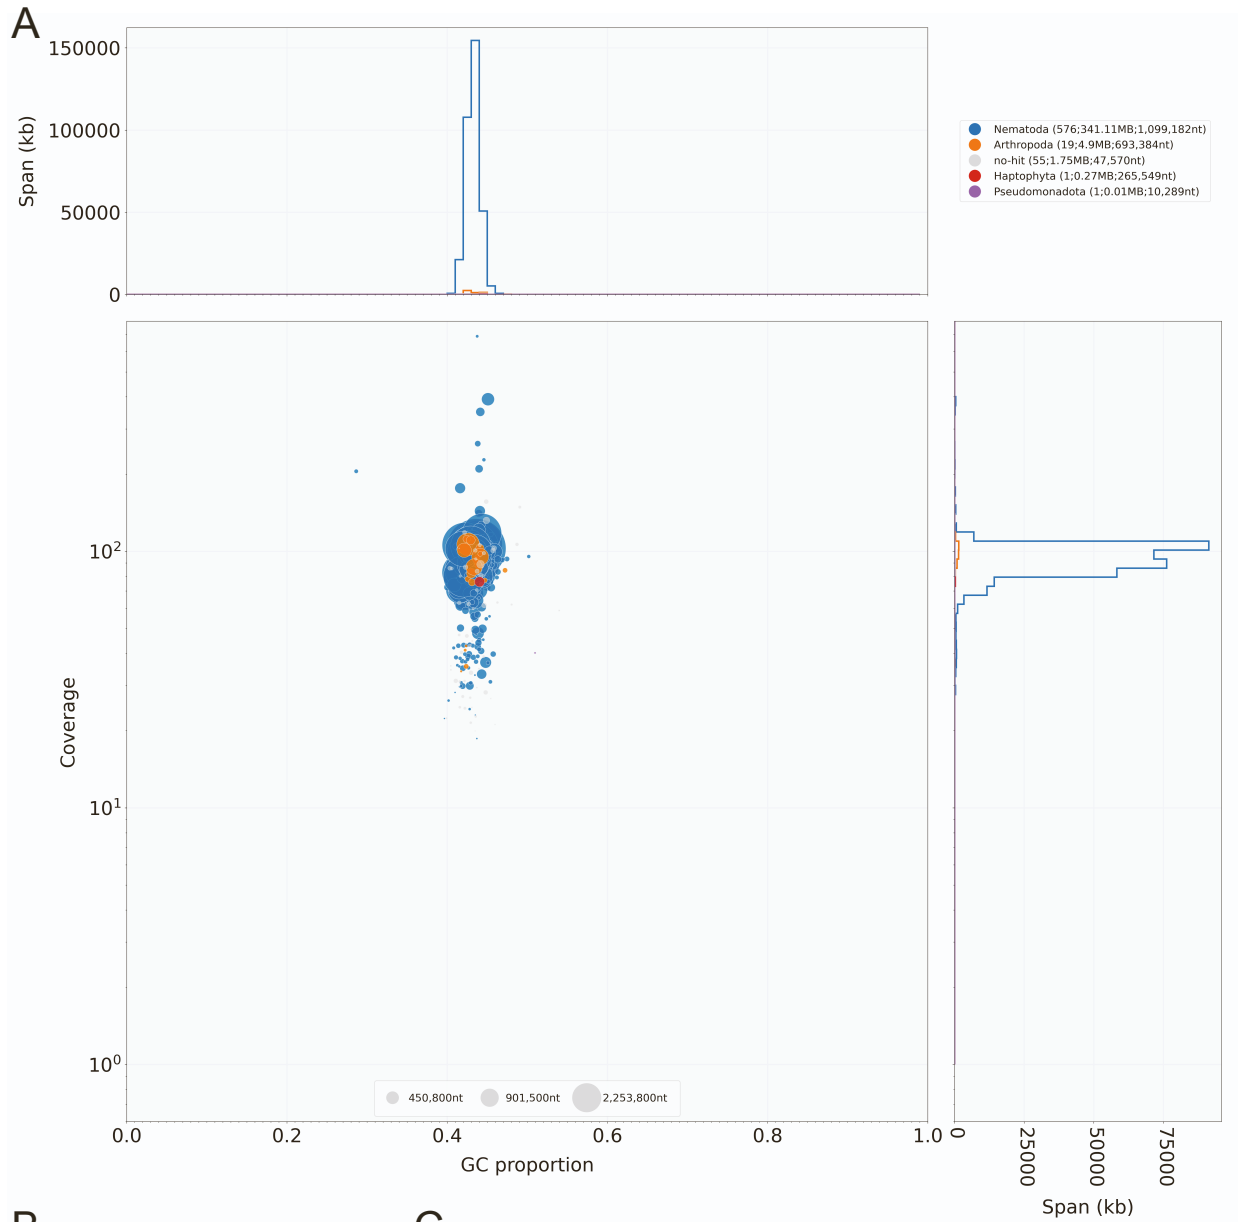 A
150000
100000
50000
0
Span (kb)
Nematoda (576;341.11MB;1,099,182nt)
Arthropoda (19;4.9MB;693,384nt)
no-hit (55;1.75MB;47,570nt)
Haptophyta (1;0.27MB;265,549nt)
Pseudomonadota (1;0.01MB;10,289nt)
10²
10¹
10⁰
Coverage
450,800nt 901,500nt 2,253,800nt
0.0 0.2 0.4 0.6 0.8 1.0
GC proportion
0 25000 50000 75000
Span (kb)
B C